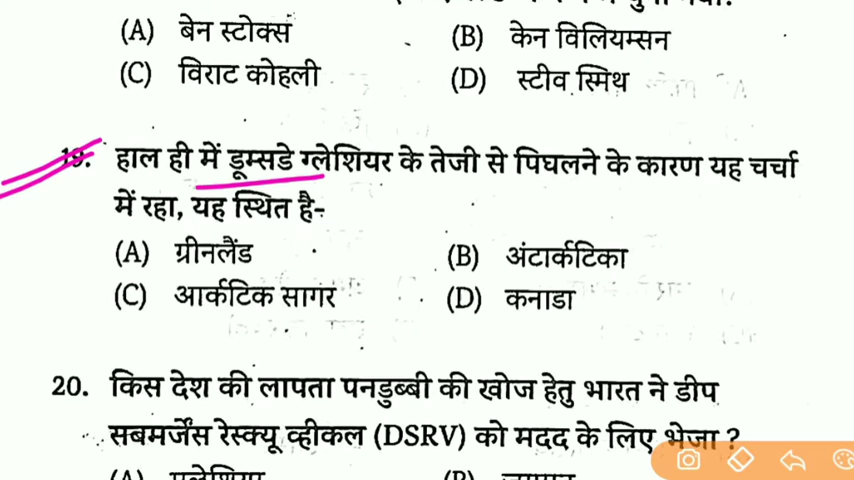 (A) बेन स्टोक्स (B) केन विलियम्सन
(C) विराट कोहली (D) स्टीव स्मिथ
19. हाल ही में डूम्सडे ग्लेशियर के तेजी से पिघलने के कारण यह चर्चा
में रहा, यह स्थित है-
(A) ग्रीनलैंड (B) अंटार्कटिका
(C) आर्कटिक सागर (D) कनाडा
20. किस देश की लापता पनडुब्बी की खोज हेतु भारत ने डीप
सबमर्जेंस रेस्क्यू व्हीकल (DSRV) को मदद के लिए भेजा ?